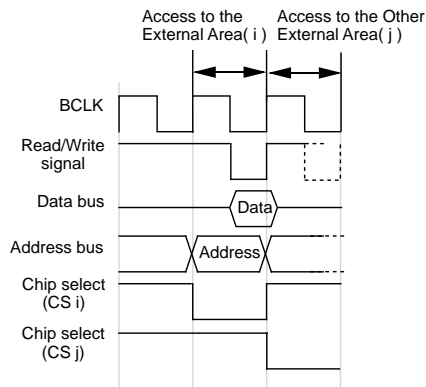 Access to the
External Area( i )
Access to the Other
External Area( j )
BCLK
Read/Write
signal
Data bus
Data
Address bus
Address
Chip select
(CS i)
Chip select
(CS j)